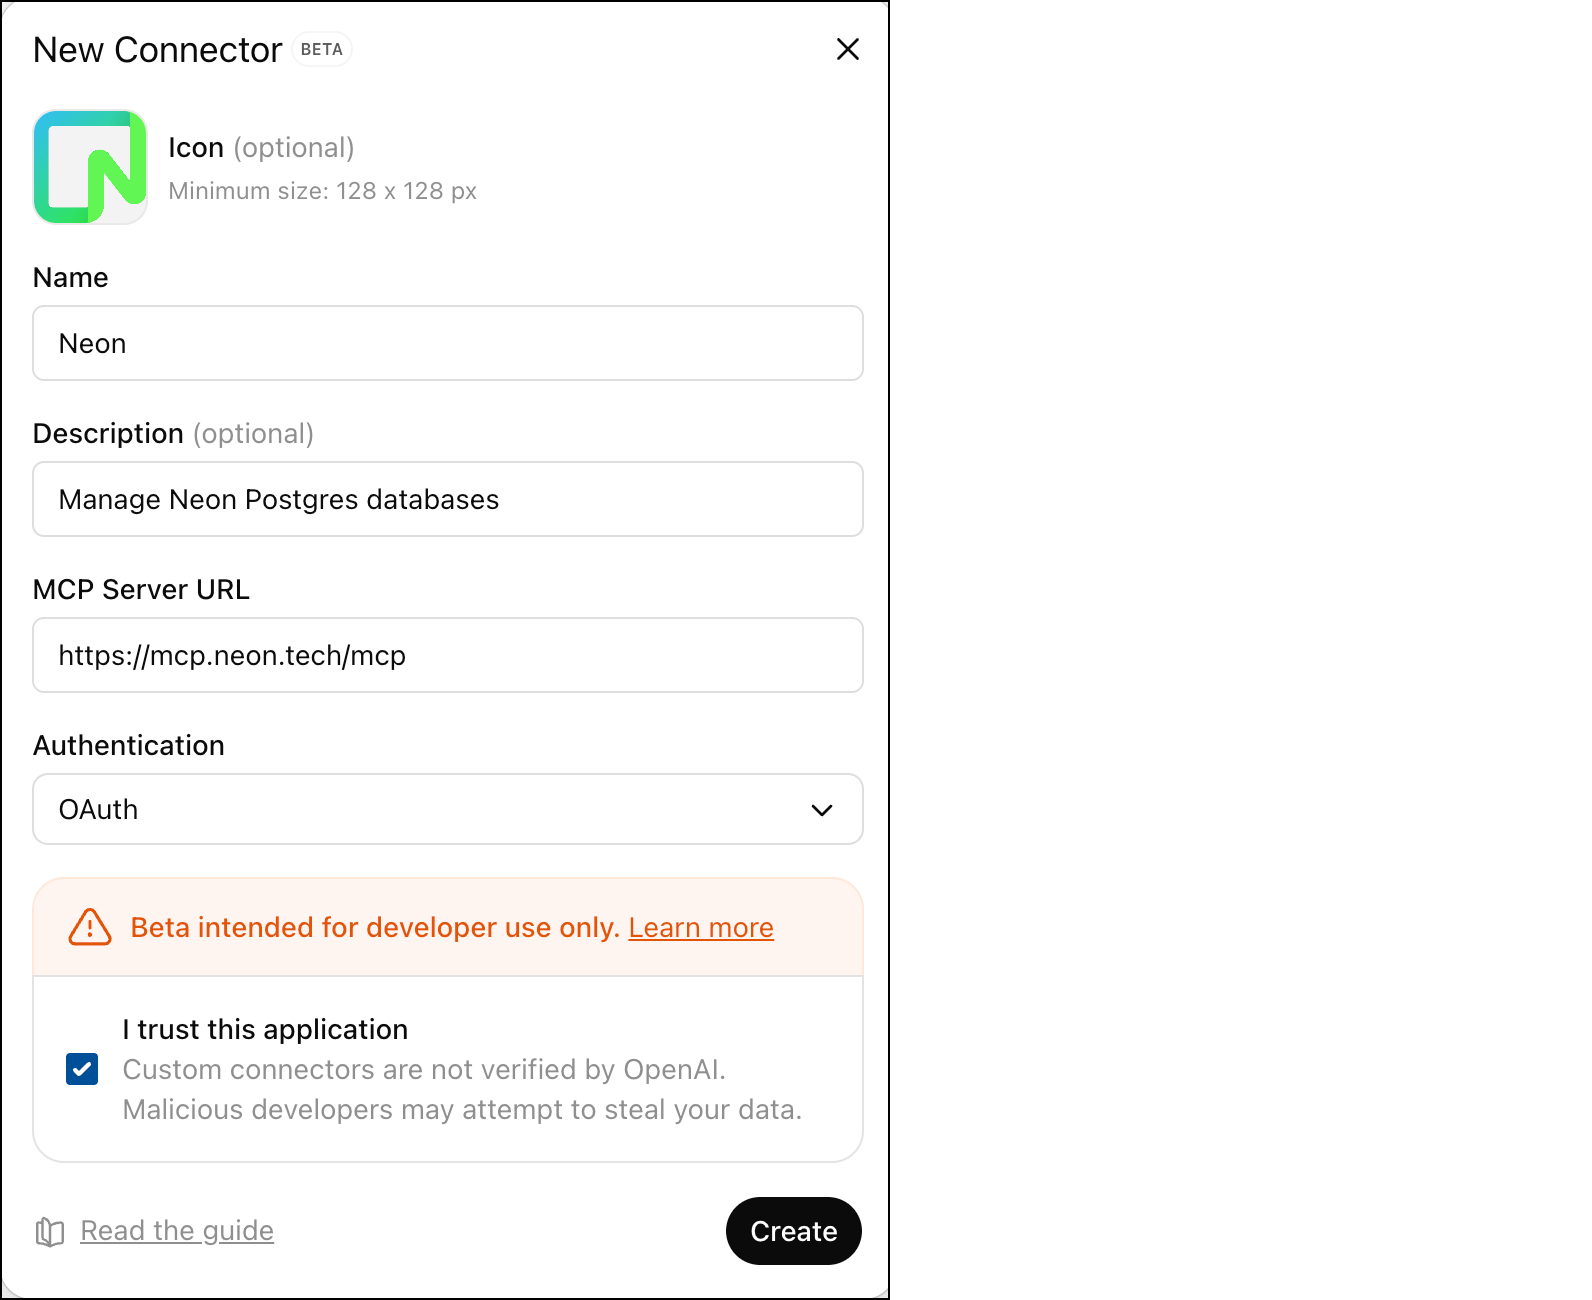 New Connector BETA
Icon (optional)
Minimum size: 128 x 128 px
Name
Neon
Description (optional)
Manage Neon Postgres databases
MCP Server URL
https://mcp.neon.tech/mcp
Authentication
OAuth
Beta intended for developer use only. Learn more
I trust this application
Custom connectors are not verified by OpenAI.
Malicious developers may attempt to steal your data.
Read the guide
Create